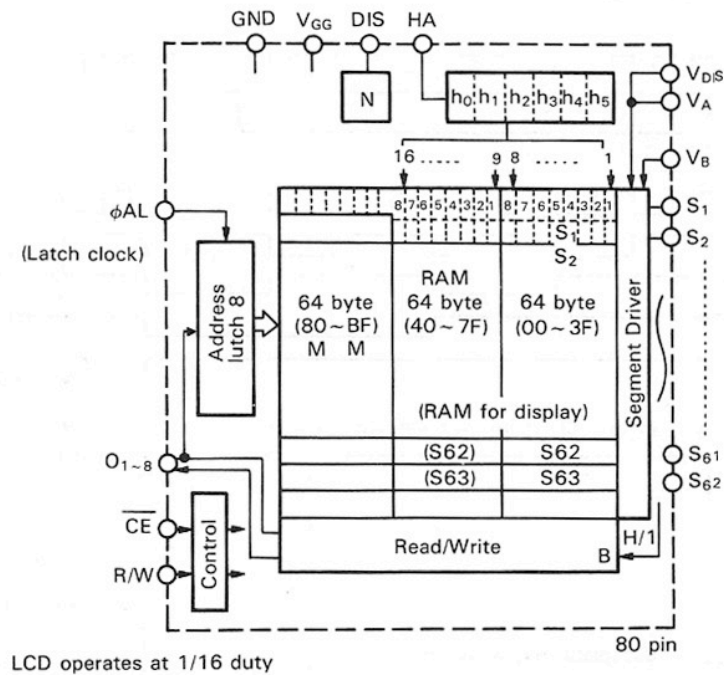 GND V_GG DIS HA
N
h0 h1 h2 h3 h4 h5
V_DIS
V_A
16 ..... 9 8 ..... 1
V_B
φAL
8 7 6 5 4 3 2 1 8 7 6 5 4 3 2 1
S1
S1
S2
S2
(Latch clock)
Address lutch 8
RAM
64 byte 64 byte 64 byte
(80~BF) (40~7F) (00~3F)
M M
Segment Driver
(RAM for display)
O1~8
(S62) S62
S61
(S63) S63
S62
CE
Control
Read/Write
B
H/1
R/W
80 pin
LCD operates at 1/16 duty